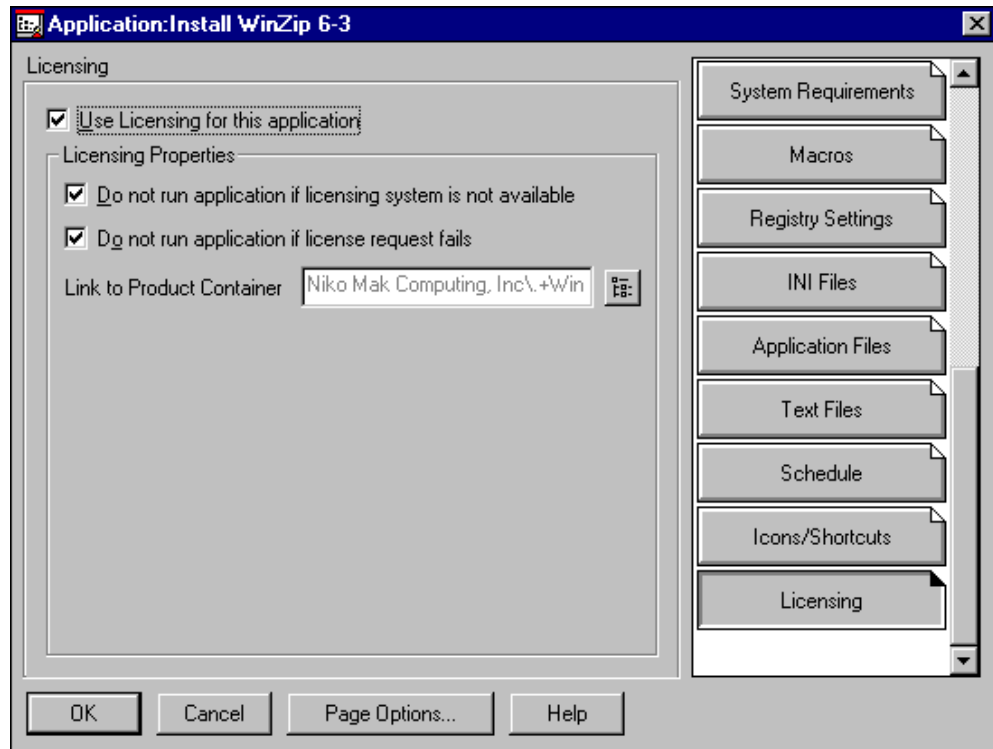 Application:Install WinZip 6-3
Licensing
Use Licensing for this application
Licensing Properties
Do not run application if licensing system is not available
Do not run application if license request fails
Link to Product Container Niko Mak Computing, Inc\.+Win
System Requirements
Macros
Registry Settings
INI Files
Application Files
Text Files
Schedule
Icons/Shortcuts
Licensing
OK Cancel Page Options... Help